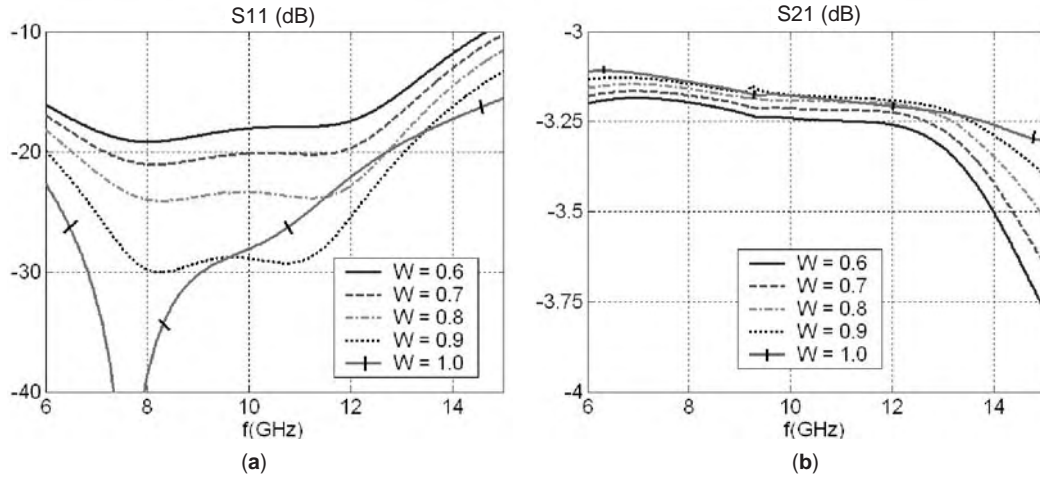 S11 (dB)
-10
-20
-30
-40
6
8
10
12
14
f(GHz)
W = 0.6
W = 0.7
W = 0.8
W = 0.9
W = 1.0
(a)
S21 (dB)
-3
-3.25
-3.5
-3.75
-4
6
8
10
12
14
f(GHz)
W = 0.6
W = 0.7
W = 0.8
W = 0.9
W = 1.0
(b)